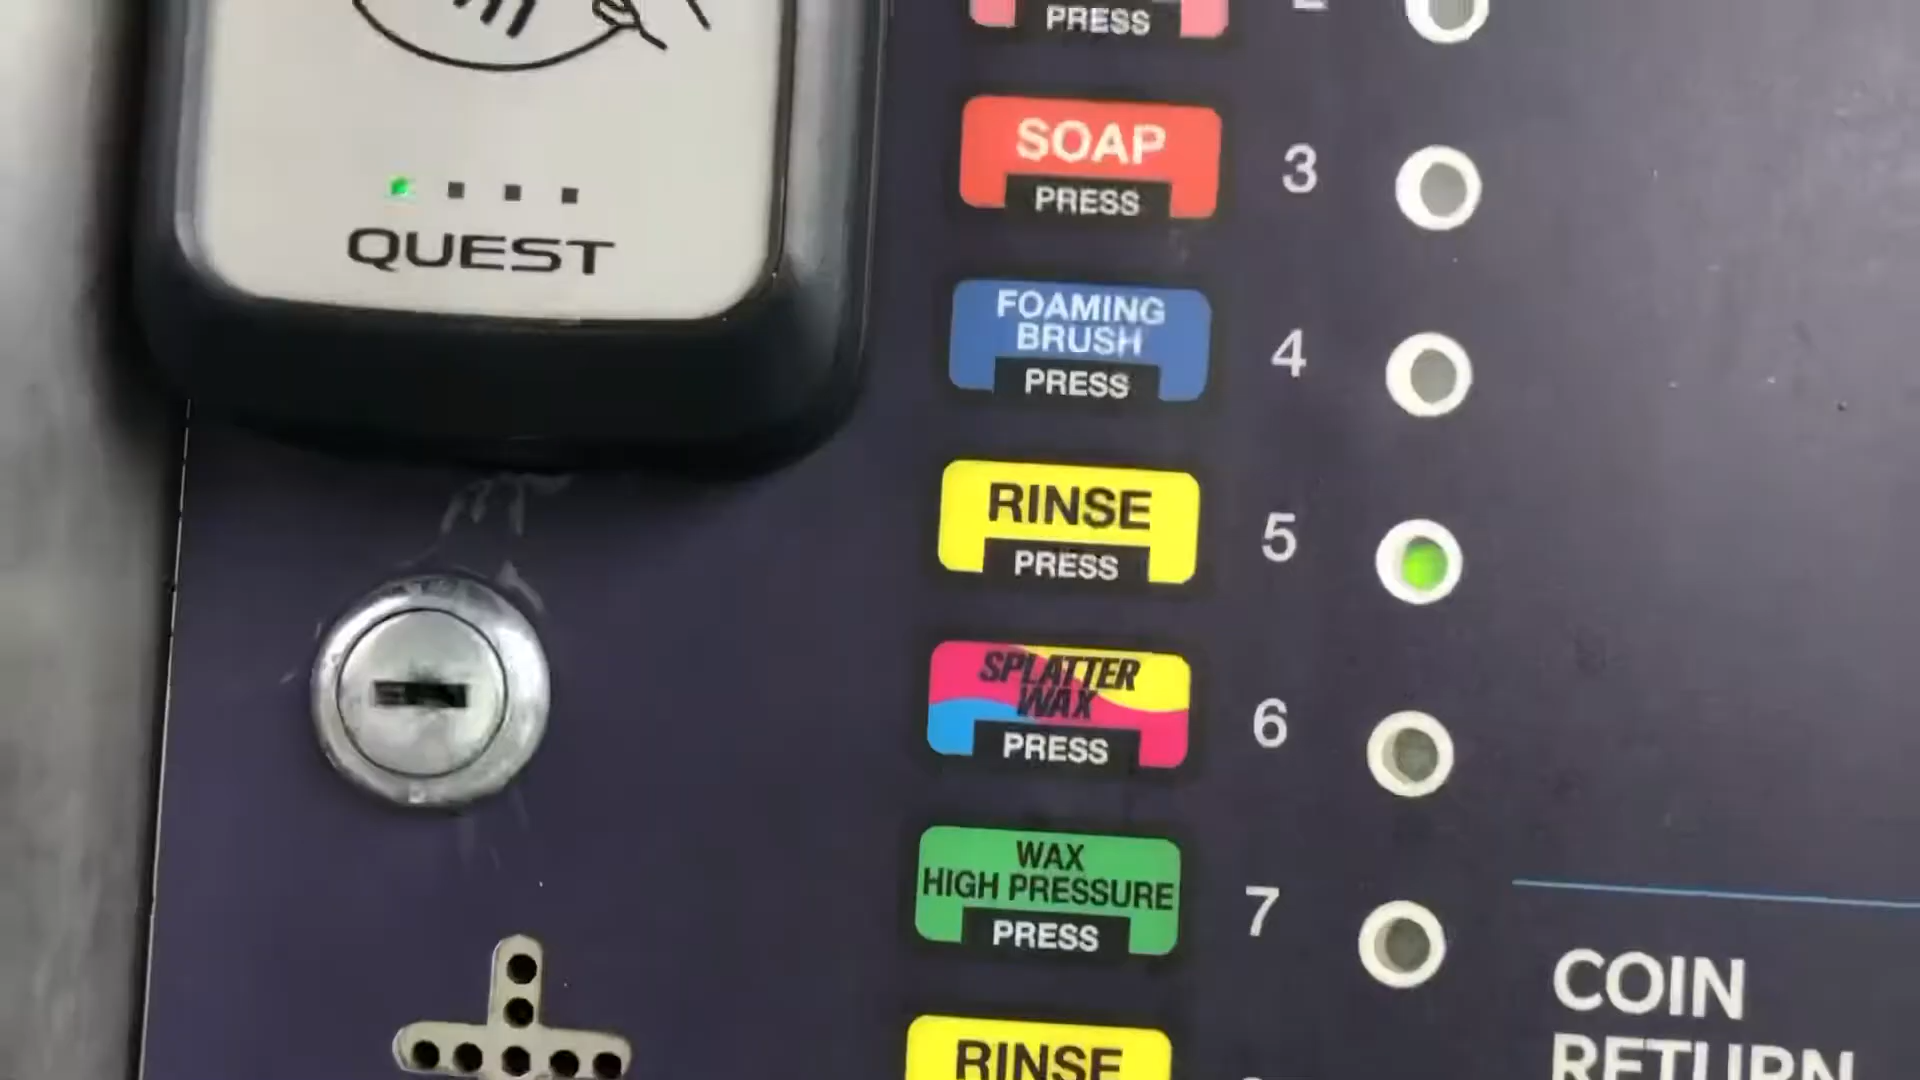 PRESS
SOAP
PRESS
3
FOAMING
BRUSH
PRESS
4
RINSE
PRESS
5
SPLATTER
WAX
PRESS
6
WAX
HIGH PRESSURE
PRESS
7
RINSE
QUEST
COIN
RETURN